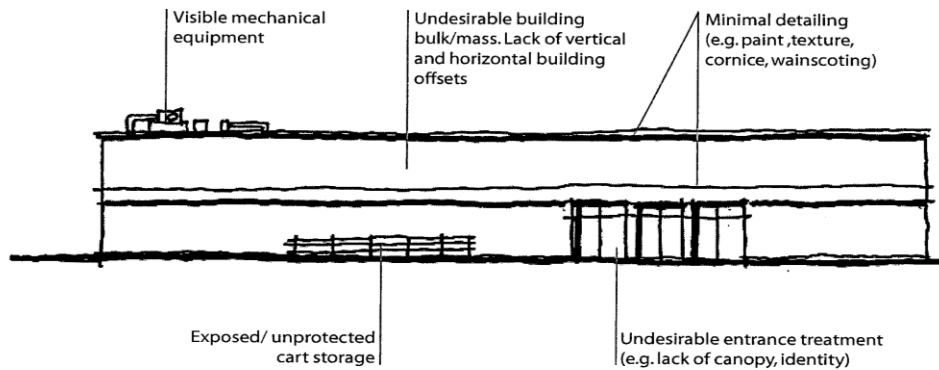 Visible mechanical
equipment
Undesirable building
bulk/mass. Lack of vertical
and horizontal building
offsets
Minimal detailing
(e.g. paint ,texture,
cornice, wainscoting)
Exposed/ unprotected
cart storage
Undesirable entrance treatment
(e.g. lack of canopy, identity)